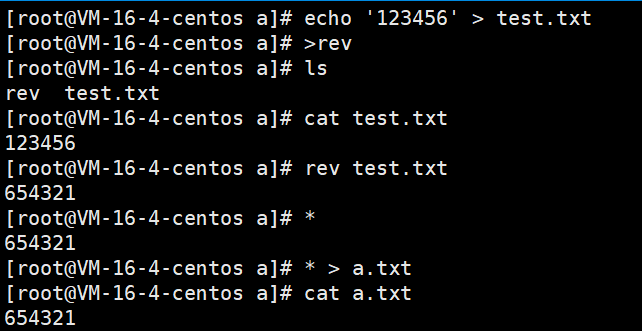 [root@VM-16-4-centos a]# echo '123456' > test.txt
[root@VM-16-4-centos a]# >rev
[root@VM-16-4-centos a]# ls
rev  test.txt
[root@VM-16-4-centos a]# cat test.txt
123456
[root@VM-16-4-centos a]# rev test.txt
654321
[root@VM-16-4-centos a]# *
654321
[root@VM-16-4-centos a]# * > a.txt
[root@VM-16-4-centos a]# cat a.txt
654321